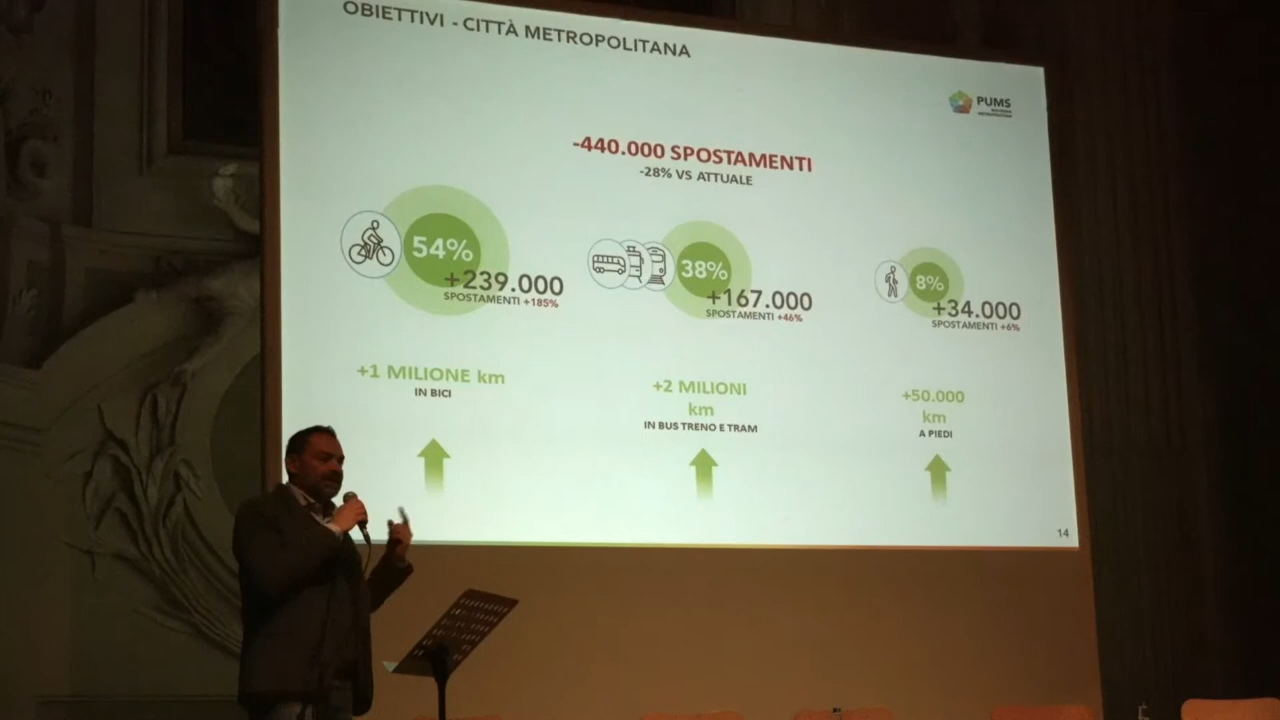 OBIETTIVI - CITTÀ METROPOLITANA
PUMS
BOLOGNA
METROPOLITANA
-440.000 SPOSTAMENTI
-28% VS ATTUALE
54%
+239.000
SPOSTAMENTI +185%
38%
+167.000
SPOSTAMENTI +46%
8%
+34.000
SPOSTAMENTI +6%
+1 MILIONE km
IN BICI
+2 MILIONI
km
IN BUS TRENO E TRAM
+50.000
km
A PIEDI
14